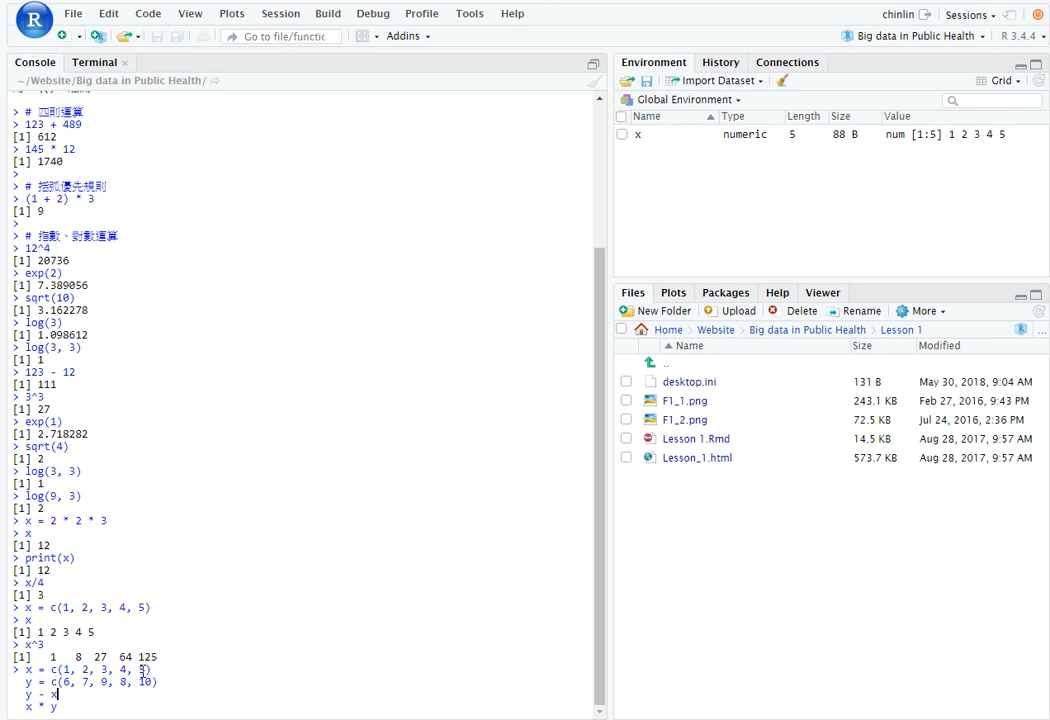 File Edit Code View Plots Session Build Debug Profile Tools Help
chinlin Sessions
Go to file/functic Addins
Big data in Public Health R 3.4.4
Console Terminal
~/Website/Big data in Public Health/
> # 四則運算
> 123 + 489
[1] 612
> 145 * 12
[1] 1740
>
> # 括弧優先規則
> (1 + 2) * 3
[1] 9
>
> # 指數、對數運算
> 12^4
[1] 20736
> exp(2)
[1] 7.389056
> sqrt(10)
[1] 3.162278
> log(3)
[1] 1.098612
> log(3, 3)
[1] 1
> 123 - 12
[1] 111
> 3^3
[1] 27
> exp(1)
[1] 2.718282
> sqrt(4)
[1] 2
> log(3, 3)
[1] 1
> log(9, 3)
[1] 2
> x = 2 * 2 * 3
> x
[1] 12
> print(x)
[1] 12
> x/4
[1] 3
> x = c(1, 2, 3, 4, 5)
> x
[1] 1 2 3 4 5
> x^3
[1] 1 8 27 64 125
> x = c(1, 2, 3, 4, 5)
y = c(6, 7, 9, 8, 10)
y - x
x * y
Environment History Connections
Import Dataset Grid
Global Environment
Name Type Length Size Value
x numeric 5 88 B num [1:5] 1 2 3 4 5
Files Plots Packages Help Viewer
New Folder Upload Delete Rename More
Home Website Big data in Public Health Lesson 1 ...
Name Size Modified
..
desktop.ini 131 B May 30, 2018, 9:04 AM
F1_1.png 243.1 KB Feb 27, 2016, 9:43 PM
F1_2.png 72.5 KB Jul 24, 2016, 2:36 PM
Lesson 1.Rmd 14.5 KB Aug 28, 2017, 9:57 AM
Lesson_1.html 573.7 KB Aug 28, 2017, 9:57 AM